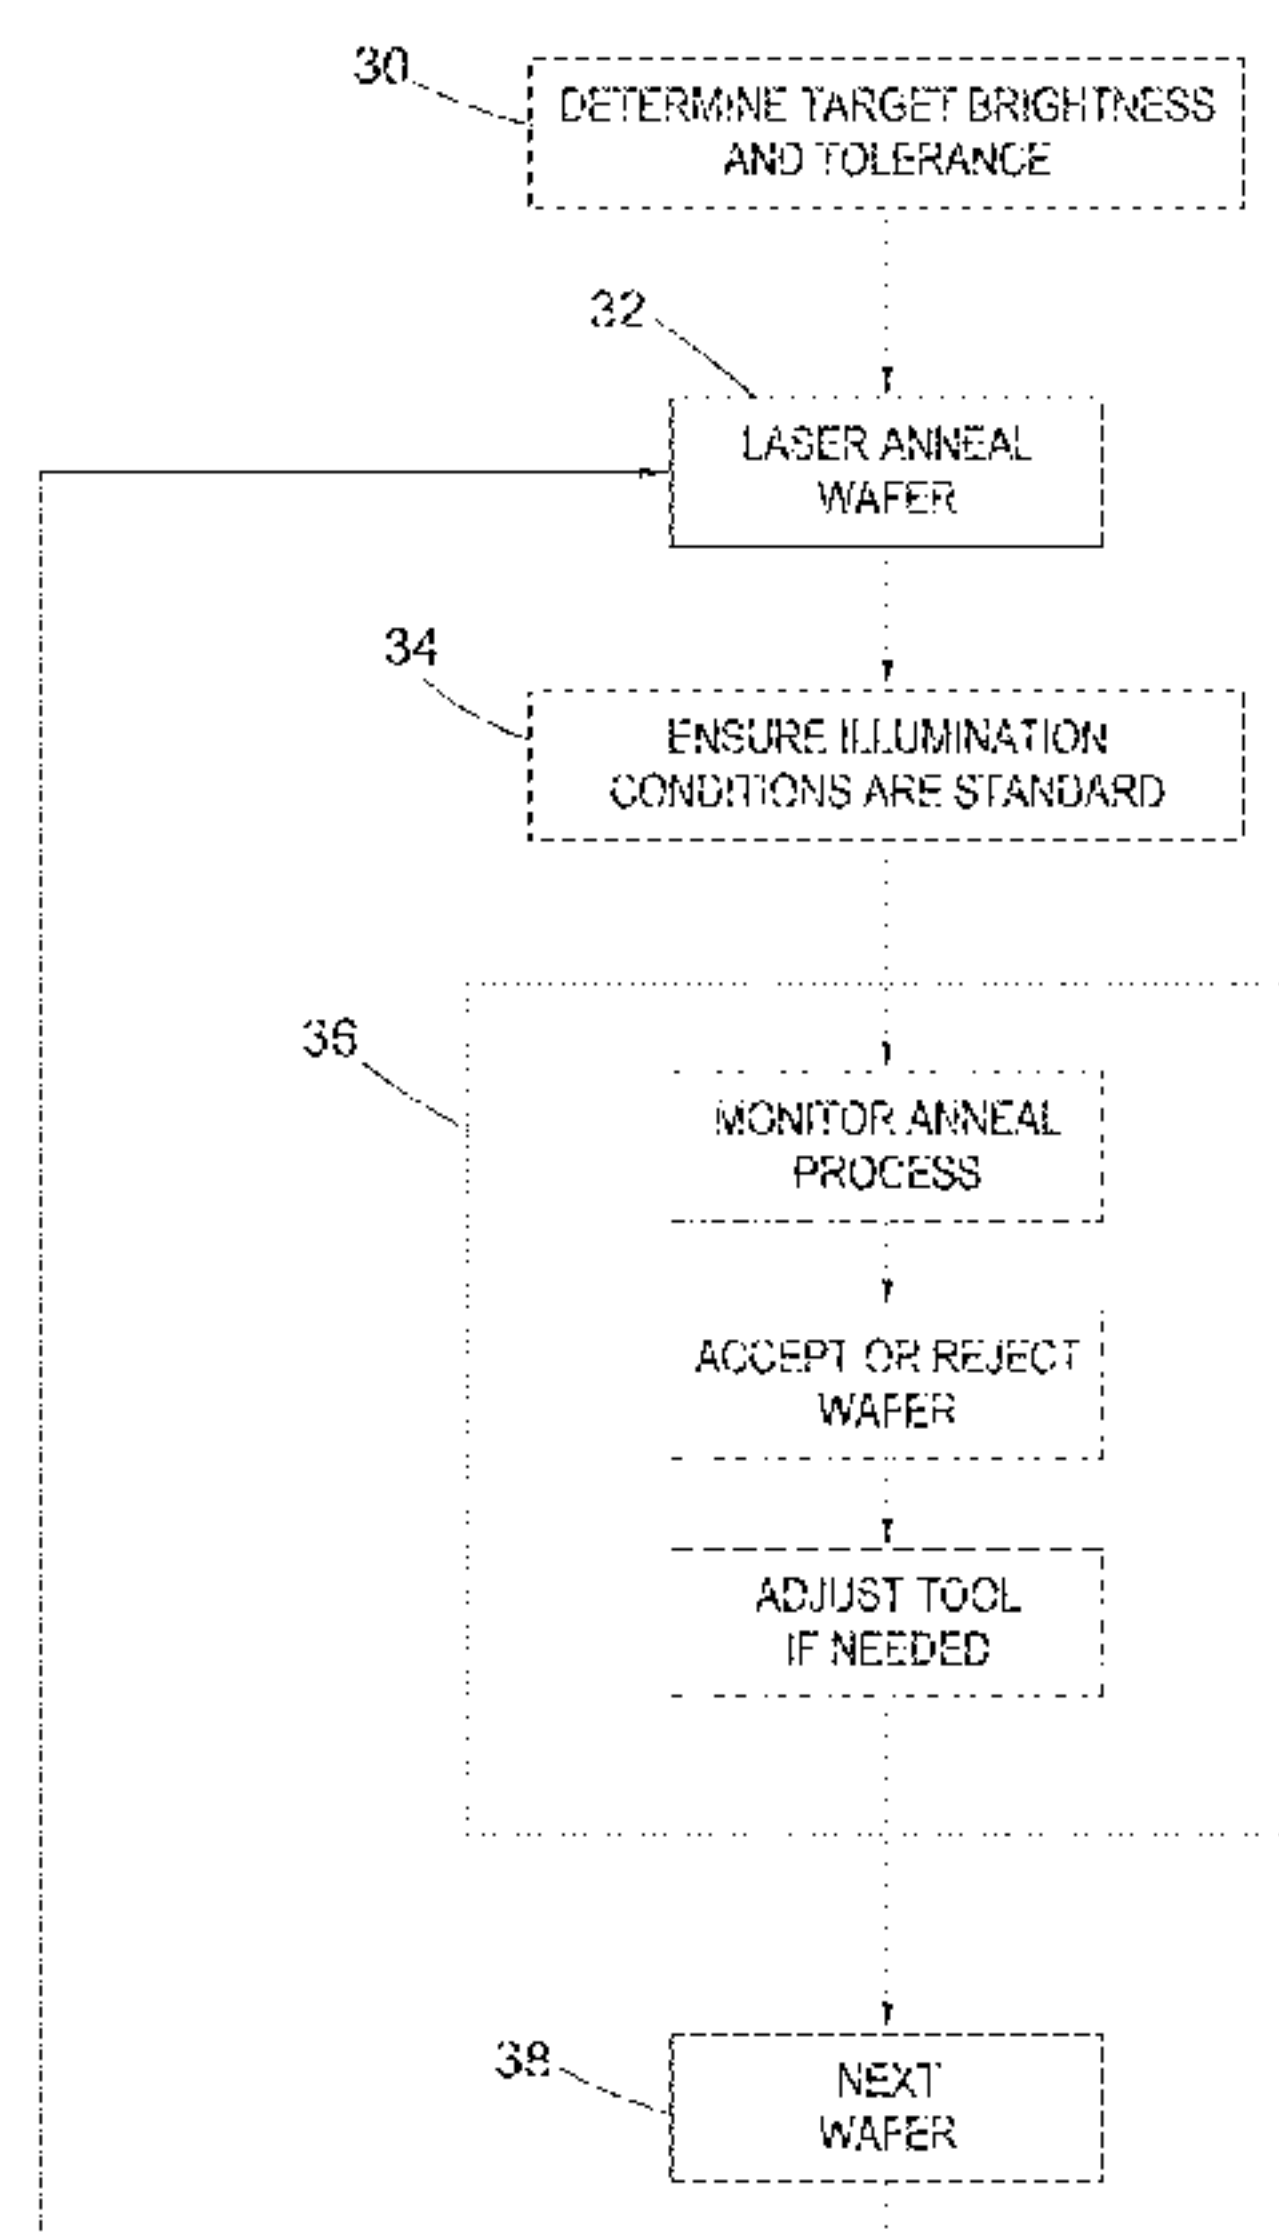 30
DETERMINE TARGET BRIGHTNESS
AND TOLERANCE
32
LASER ANNEAL
WAFER
34
ENSURE ILLUMINATION
CONDITIONS ARE STANDARD
36
MONITOR ANNEAL
PROCESS
ACCEPT OR REJECT
WAFER
ADJUST TOOL
IF NEEDED
38
NEXT
WAFER